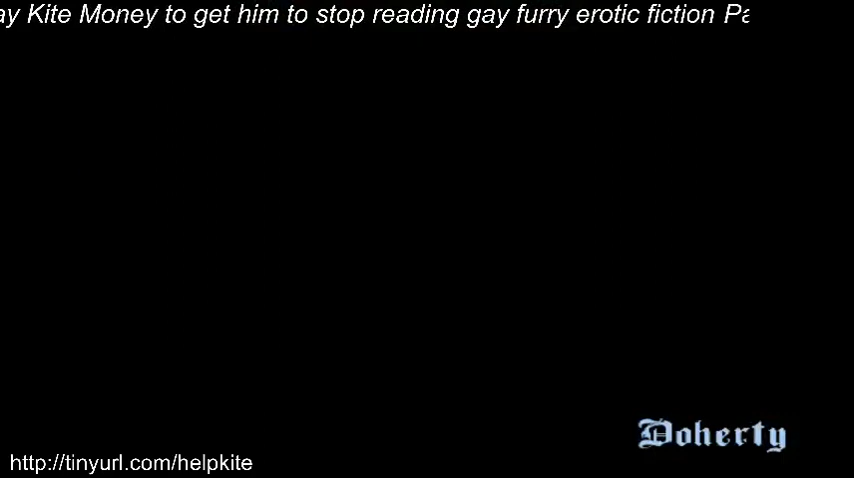 Kite Money to get him to stop reading gay furry erotic fiction
Doherty
http://tinyurl.com/helpkite